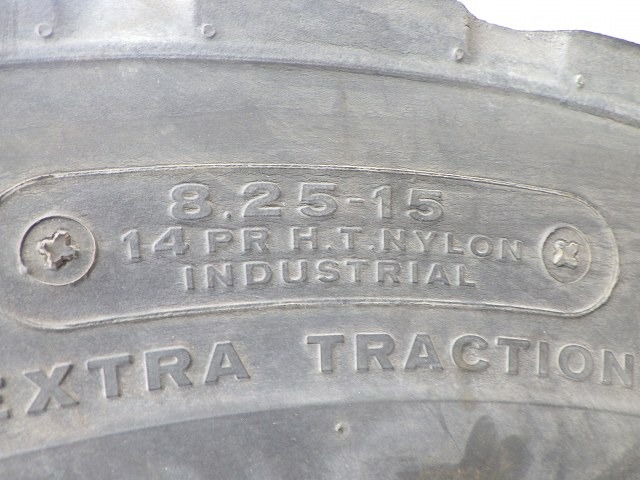 8.25-15
14 PR H.T. NYLON
INDUSTRIAL
EXTRA TRACTION